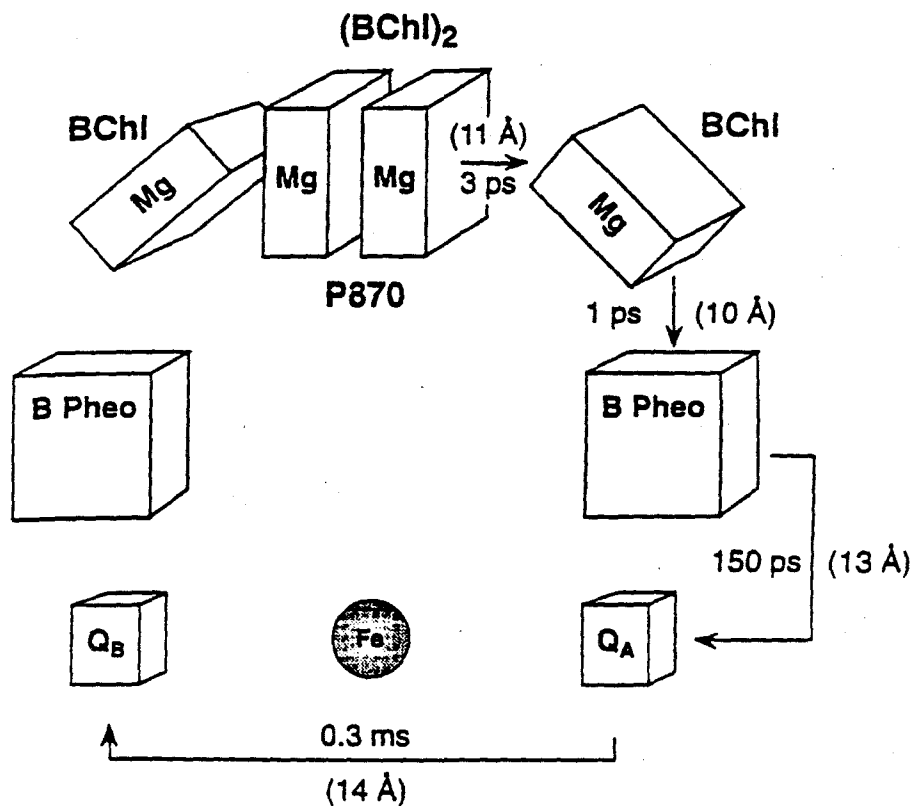 (BChl)2
BChl
BChl
(11 Å)
3 ps
Mg
Mg
Mg
Mg
P870
1 ps
(10 Å)
B Pheo
B Pheo
150 ps
(13 Å)
QB
Fe
QA
0.3 ms
(14 Å)